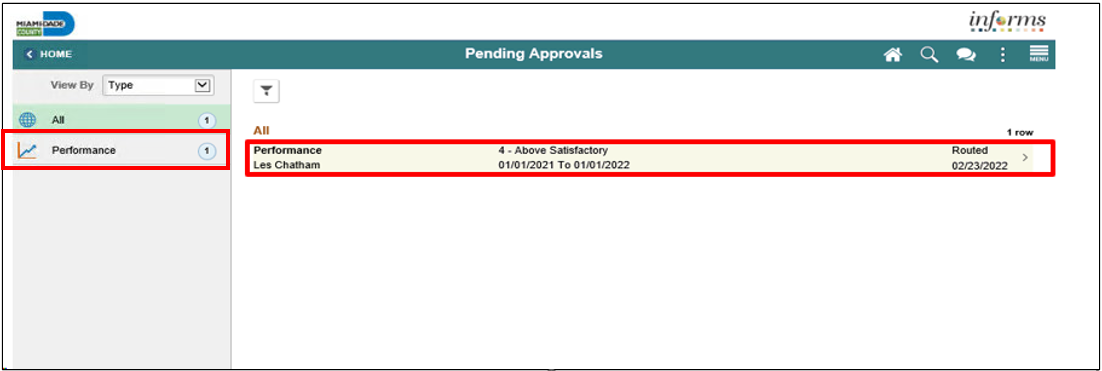 MIAMI-DADE
COUNTY
informs
HOME
Pending Approvals
MENU
View By Type
All 1
Performance 1
All
1 row
Performance 4 - Above Satisfactory Routed
Les Chatham 01/01/2021 To 01/01/2022 02/23/2022